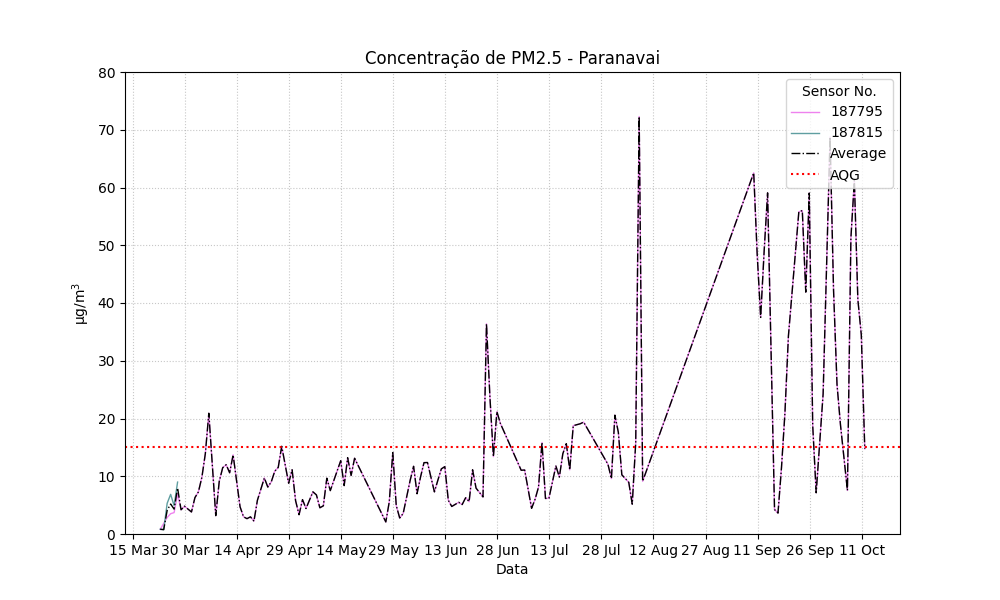 Concentração de PM2.5 - Paranavai
Sensor No.
187795
187815
Average
AQG
80
70
60
50
40
30
20
10
0
µg/m³
15 Mar 30 Mar 14 Apr 29 Apr 14 May 29 May 13 Jun 28 Jun 13 Jul 28 Jul 12 Aug 27 Aug 11 Sep 26 Sep 11 Oct
Data